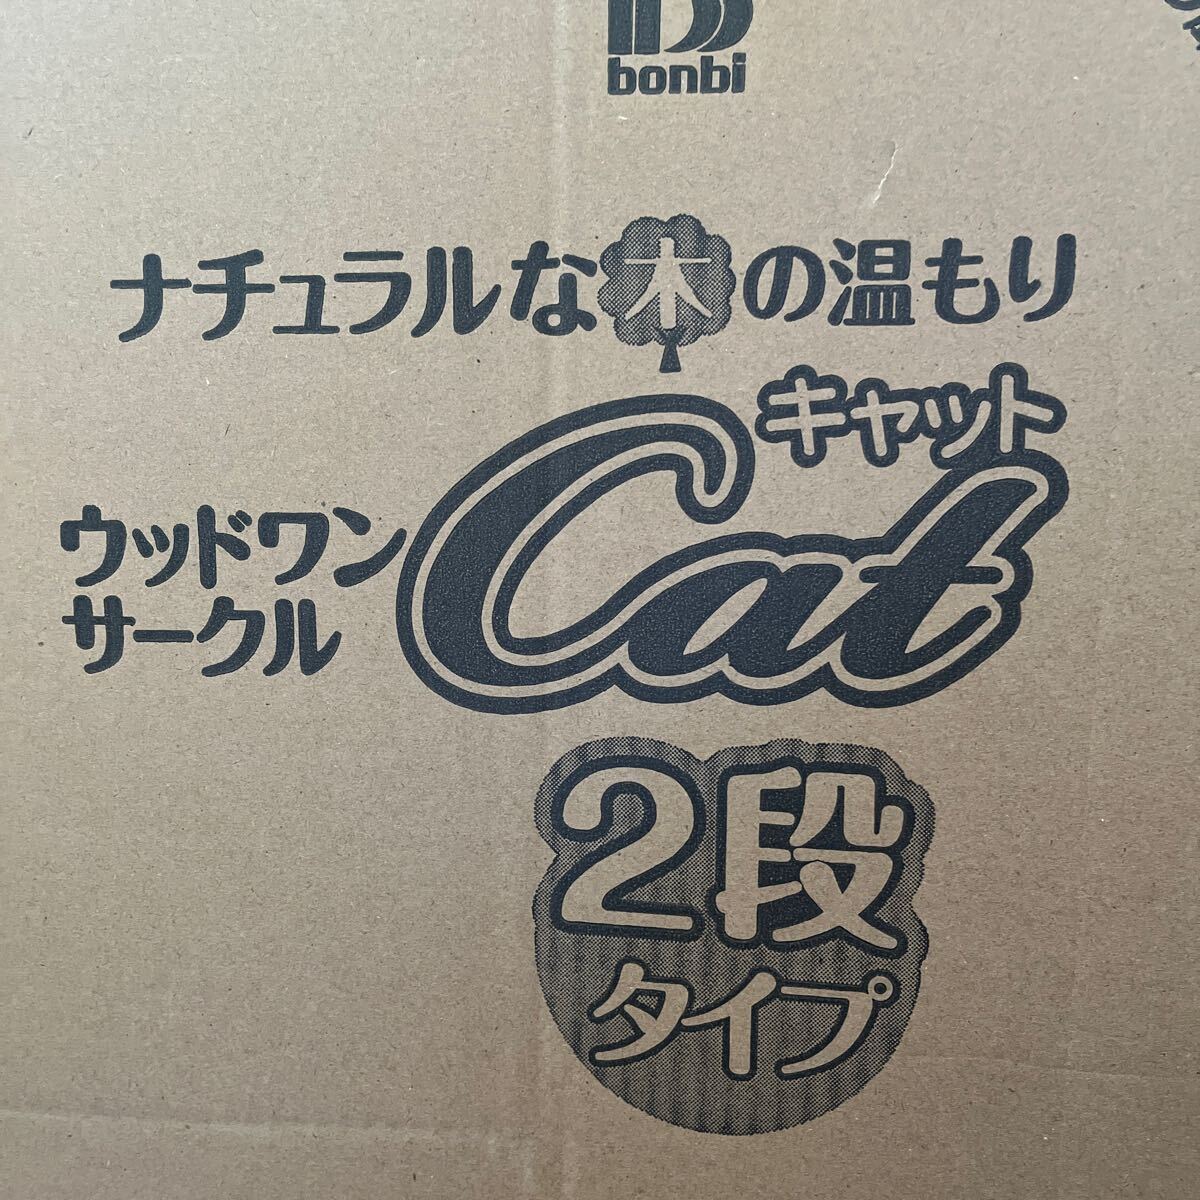 bonbi
ナチュラルな木の温もり
キャット
ウッドワン
サークル
Cat
2段
タイプ